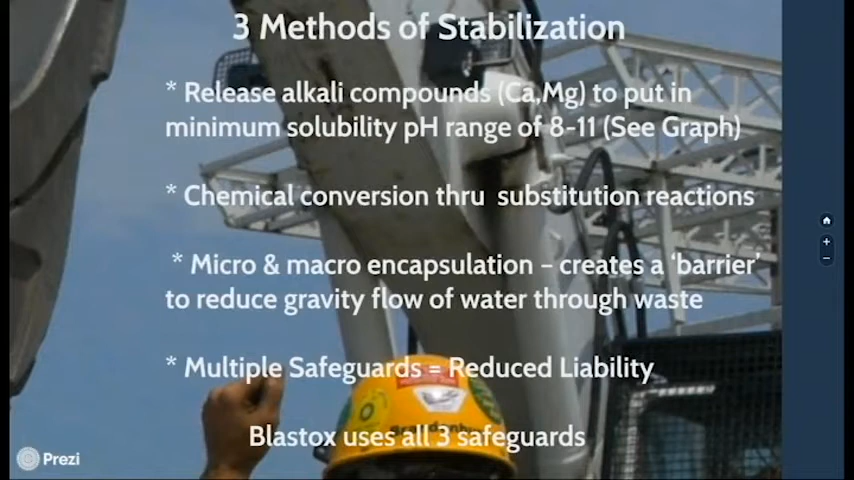 3 Methods of Stabilization
* Release alkali compounds (Ca,Mg) to put in
minimum solubility pH range of 8-11 (See Graph)
* Chemical conversion thru substitution reactions
* Micro & macro encapsulation – creates a ‘barrier’
to reduce gravity flow of water through waste
* Multiple Safeguards = Reduced Liability
Blastox uses all 3 safeguards
Prezi